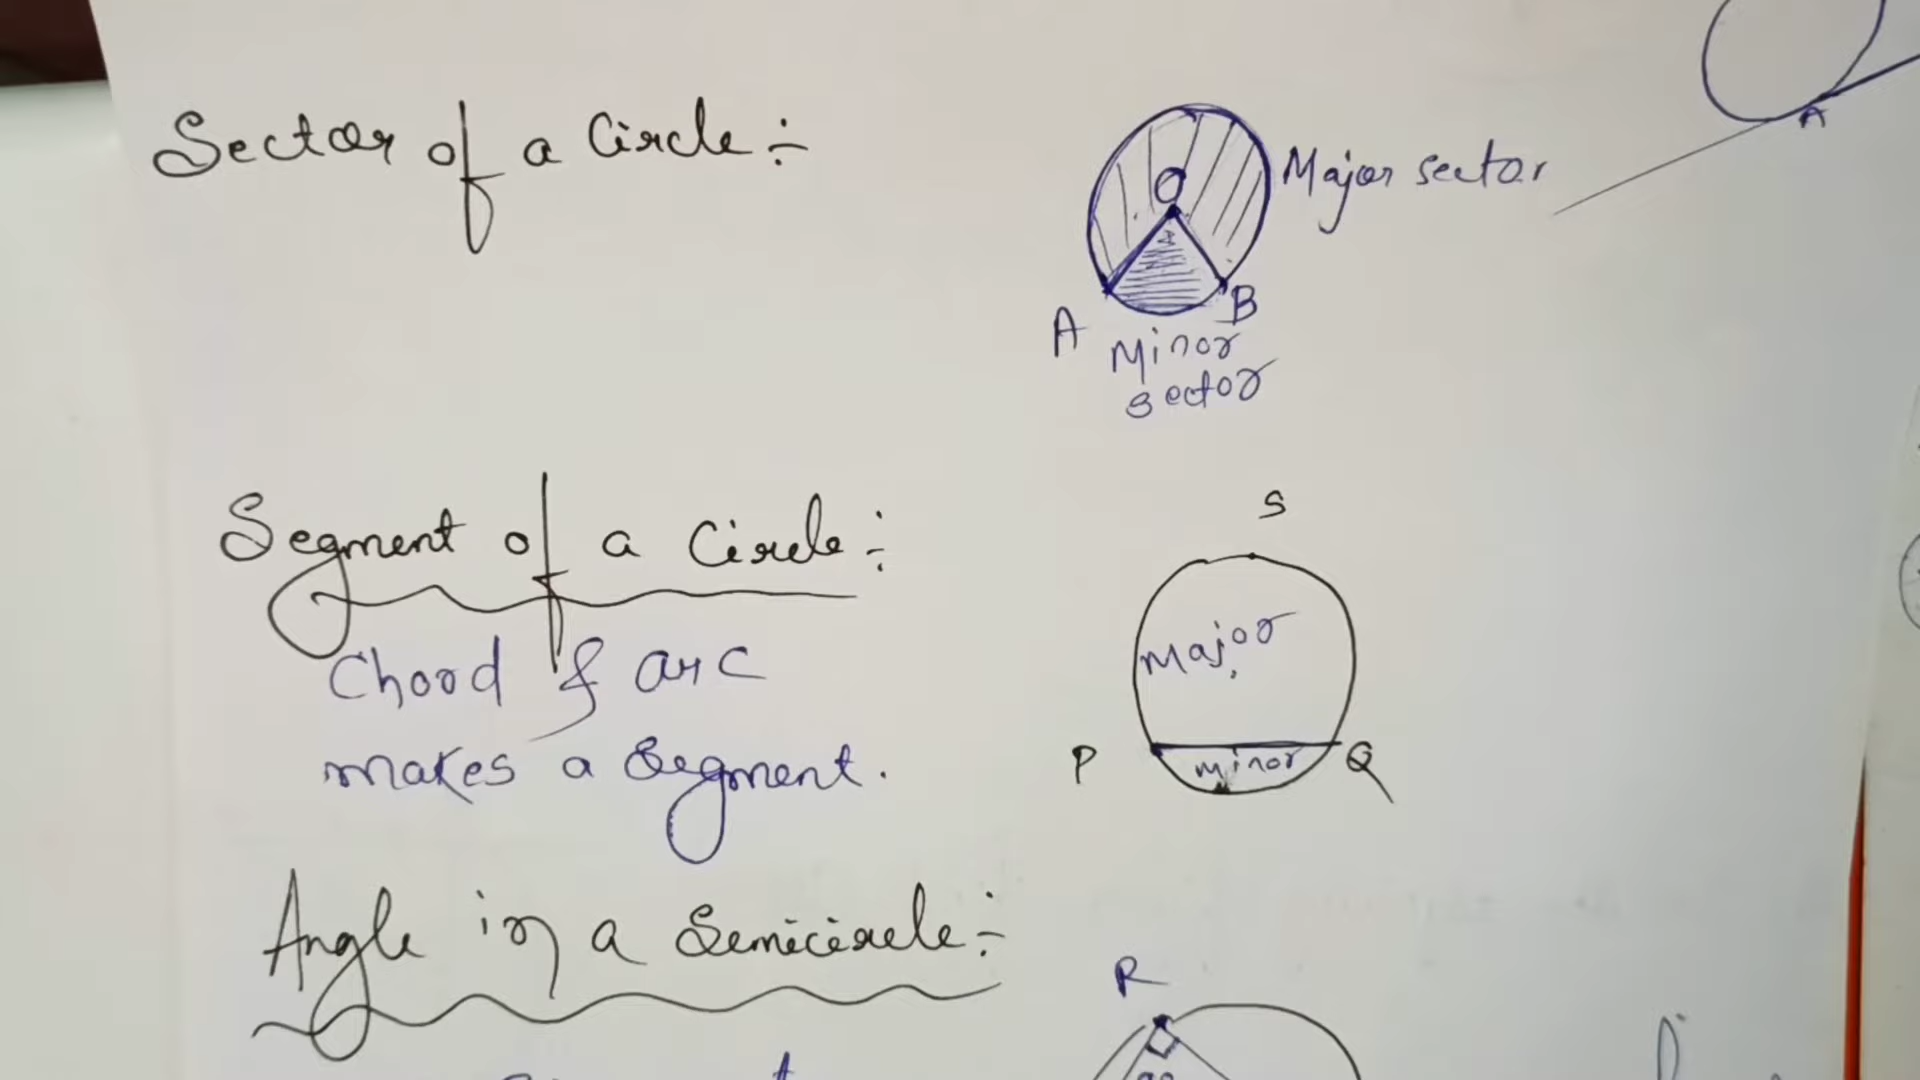 A
Sector of a Circle :-
O
Major sector
A
B
Minor
sector
Segment of a Circle :-
S
Chord & arc
Major
makes a Segment.
P
minor
Q
Angle in a Semicircle :-
R